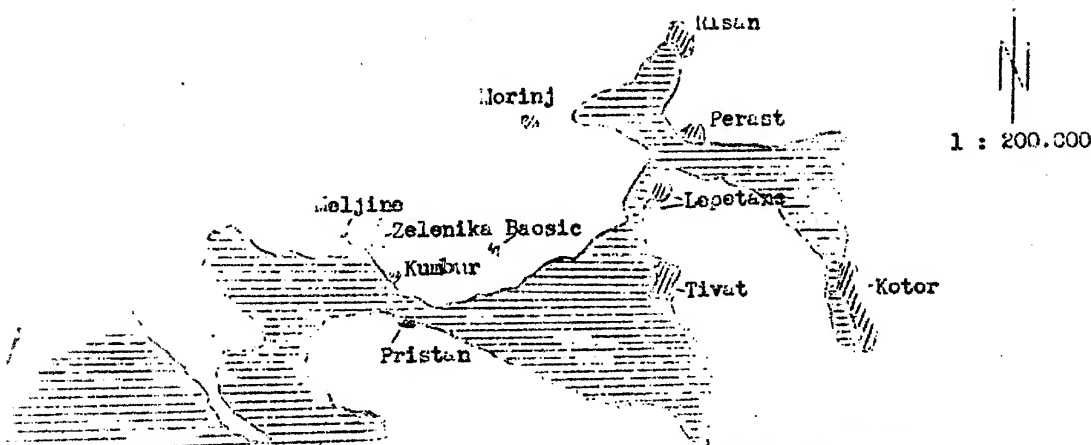 Risan
N
Morinj
Perast
1 : 200.000
Lepetane
Meljine
Zelenika Baosic
Kumbur
Tivat
Kotor
Pristan